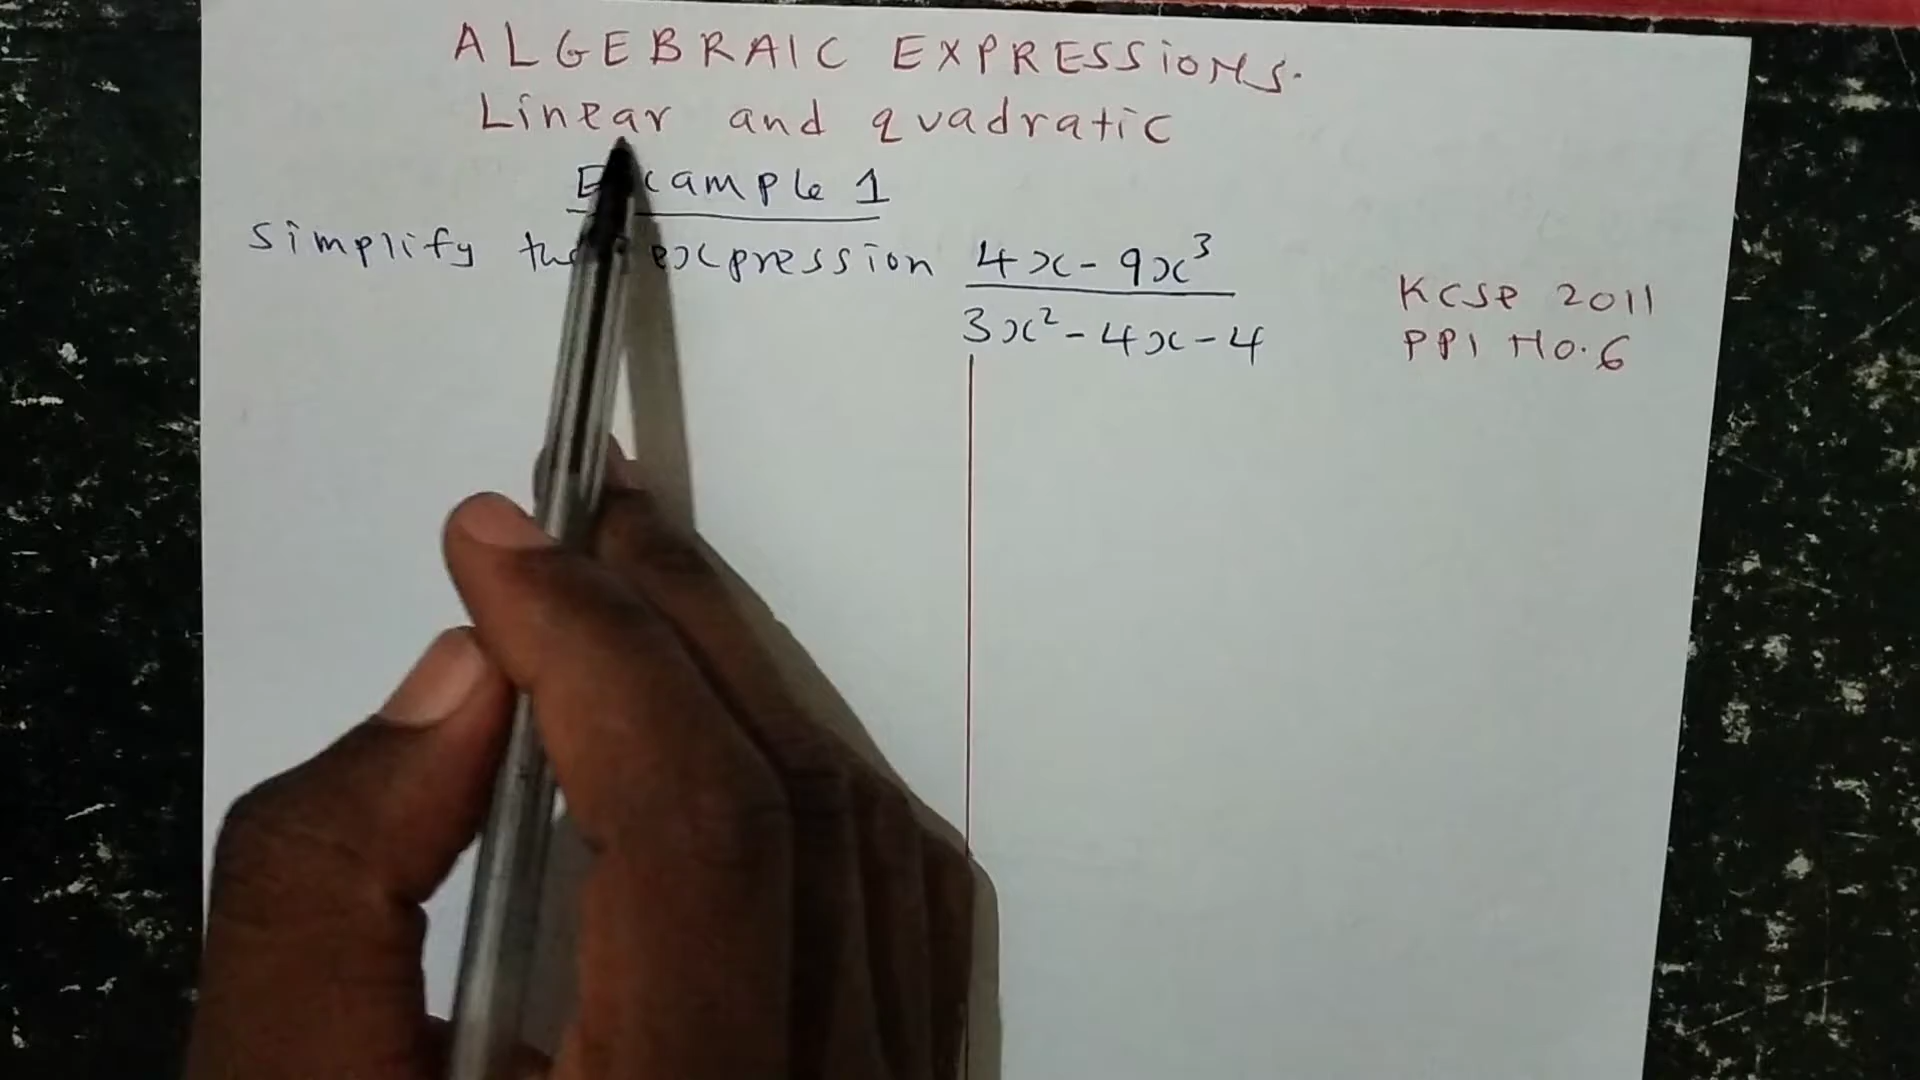 ALGEBRAIC EXPRESSIONS.
Linear and quadratic
Example 1
Simplify the expression 4x - 9x³
3x² - 4x - 4
KCSE 2011
PP1 No.6